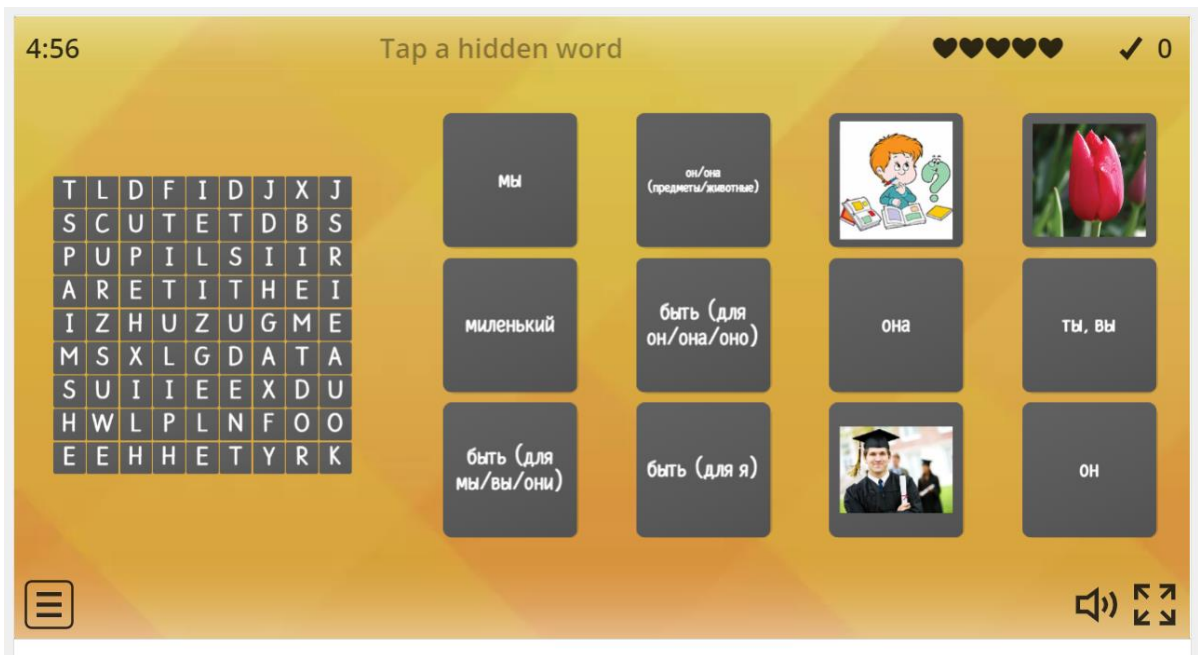 4:56
Tap a hidden word
0
T L D F I D J X J
S C U T E T D B S
P U P I L S I I R
A R E T I T H E I
I Z H U Z U G M E
M S X L G D A T A
S U I I E E X D U
H W L P L N F O O
E E H H E T Y R K
мы
он/она
(предметы/животные)
миленький
быть (для
он/она/оно)
она
ты, вы
быть (для
мы/вы/они)
быть (для я)
он